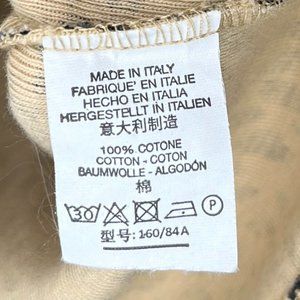 MADE IN ITALY
FABRIQUE' EN ITALIE
HECHO EN ITALIA
HERGESTELLT IN ITALIEN
意大利制造
100% COTONE
COTTON - COTON
BAUMWOLLE - ALGODÓN
棉
30 P
型号: 160/84A